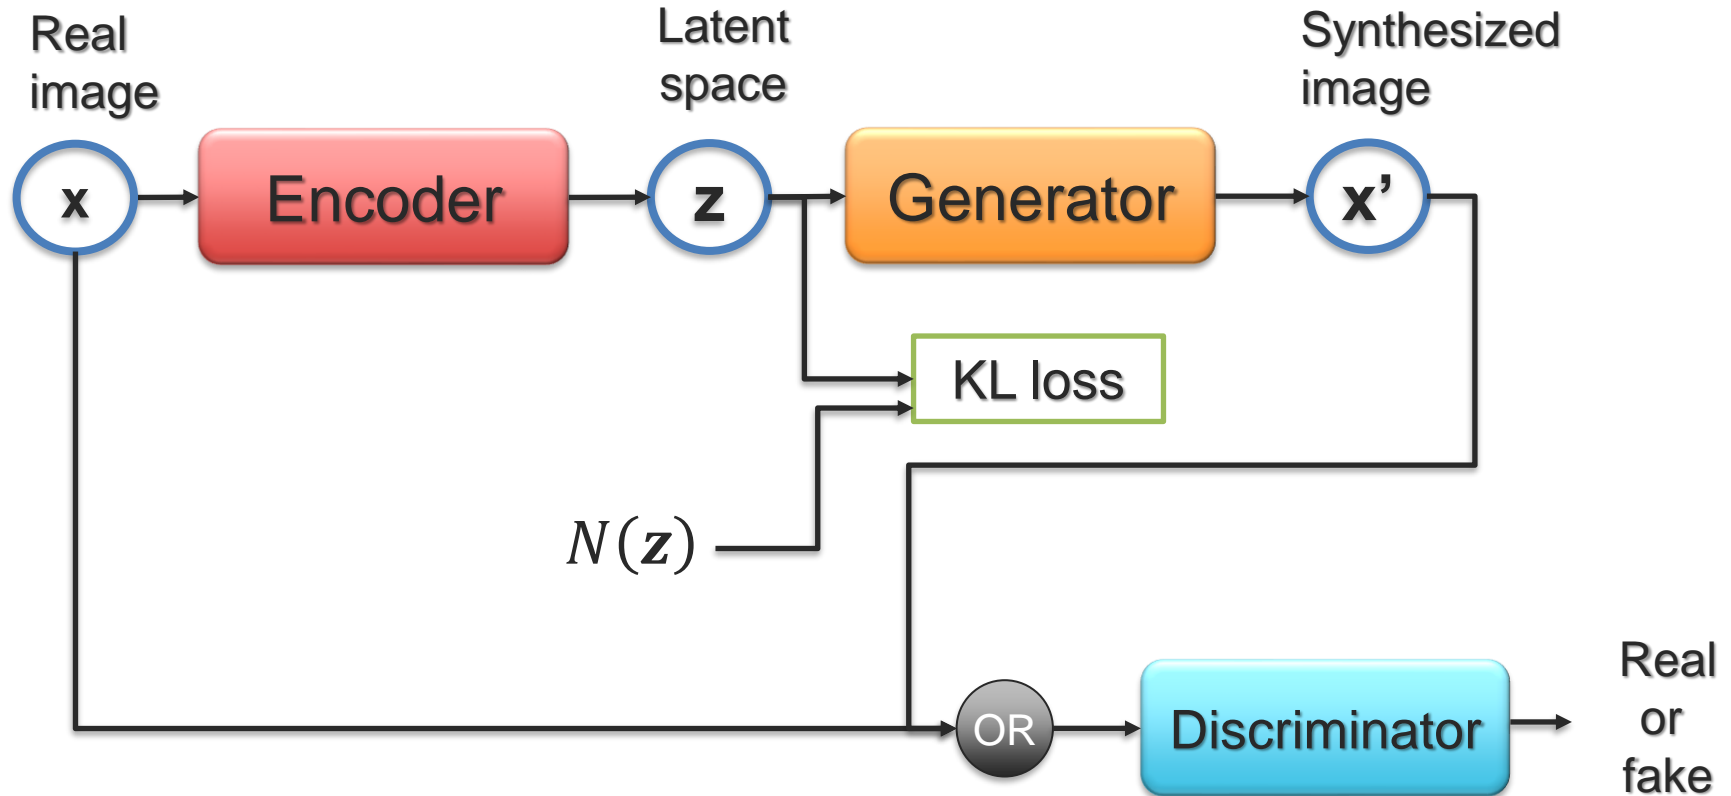 Real
image
Latent
space
Synthesized
image
x
Encoder
z
Generator
x’
KL loss
N(z)
OR
Discriminator
Real
or
fake